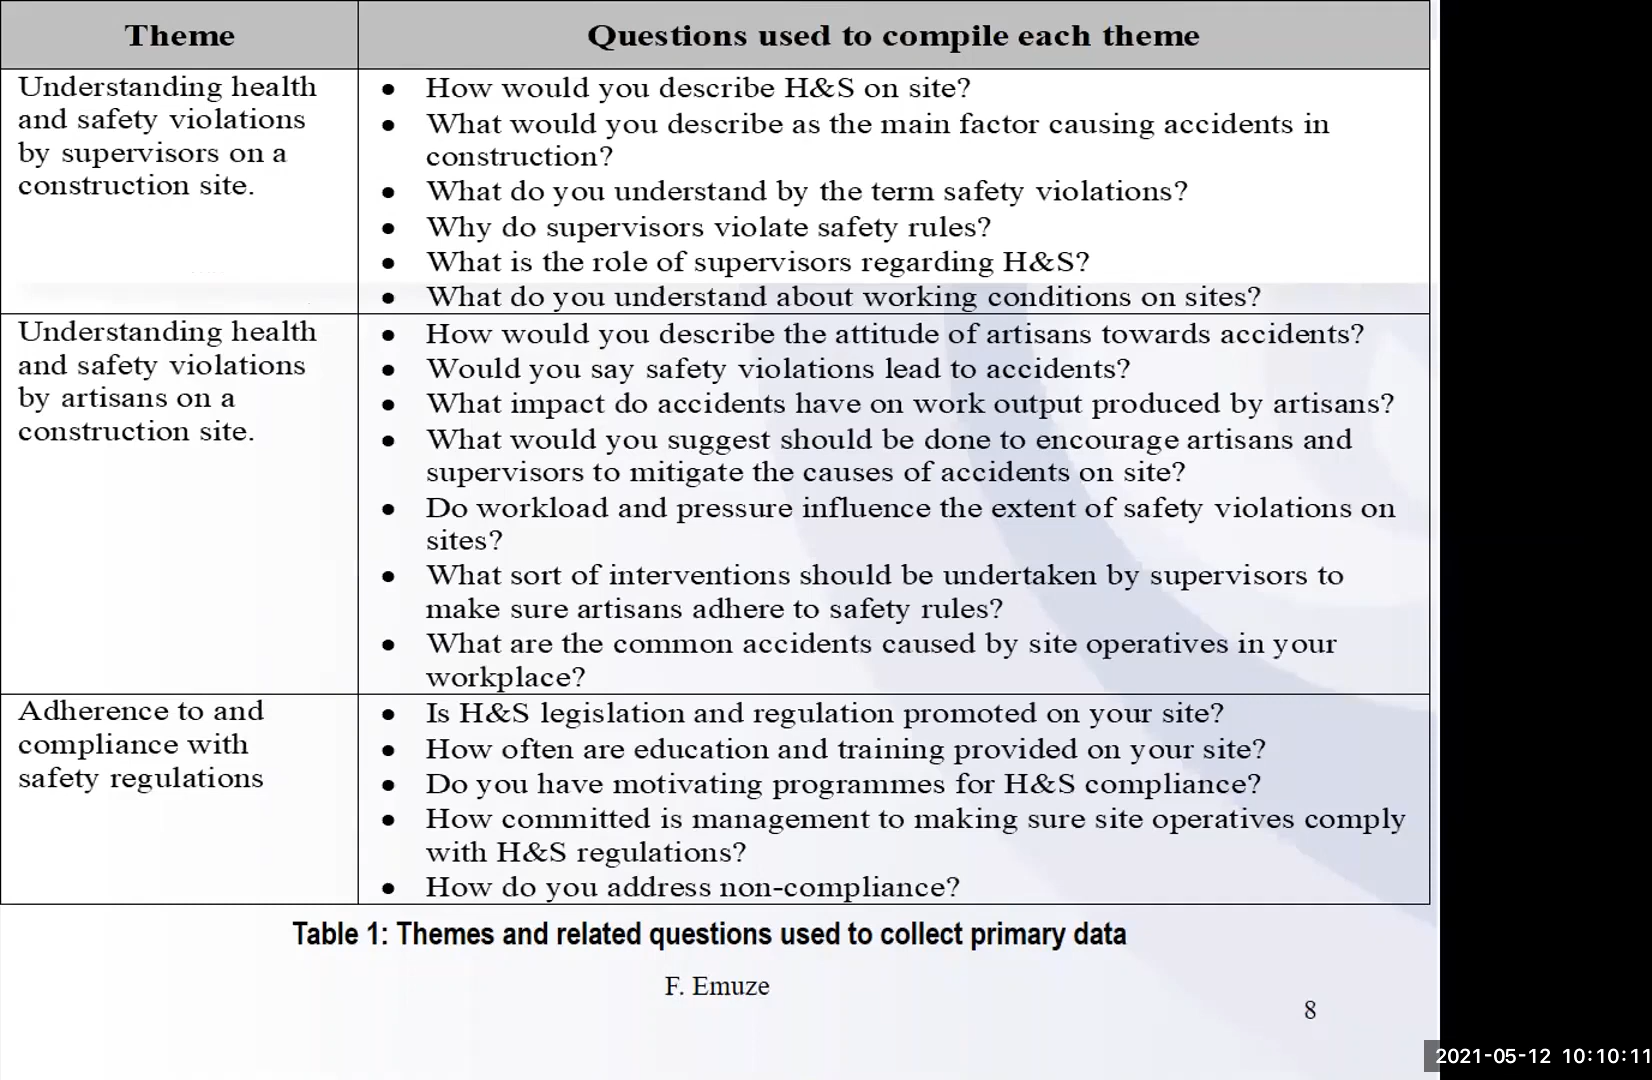 Theme
Questions used to compile each theme
Understanding health
and safety violations
by supervisors on a
construction site.
• How would you describe H&S on site?
• What would you describe as the main factor causing accidents in
construction?
• What do you understand by the term safety violations?
• Why do supervisors violate safety rules?
• What is the role of supervisors regarding H&S?
• What do you understand about working conditions on sites?
Understanding health
and safety violations
by artisans on a
construction site.
• How would you describe the attitude of artisans towards accidents?
• Would you say safety violations lead to accidents?
• What impact do accidents have on work output produced by artisans?
• What would you suggest should be done to encourage artisans and
supervisors to mitigate the causes of accidents on site?
• Do workload and pressure influence the extent of safety violations on
sites?
• What sort of interventions should be undertaken by supervisors to
make sure artisans adhere to safety rules?
• What are the common accidents caused by site operatives in your
workplace?
Adherence to and
compliance with
safety regulations
• Is H&S legislation and regulation promoted on your site?
• How often are education and training provided on your site?
• Do you have motivating programmes for H&S compliance?
• How committed is management to making sure site operatives comply
with H&S regulations?
• How do you address non-compliance?
Table 1: Themes and related questions used to collect primary data
F. Emuze
8
2021-05-12 10:10:11